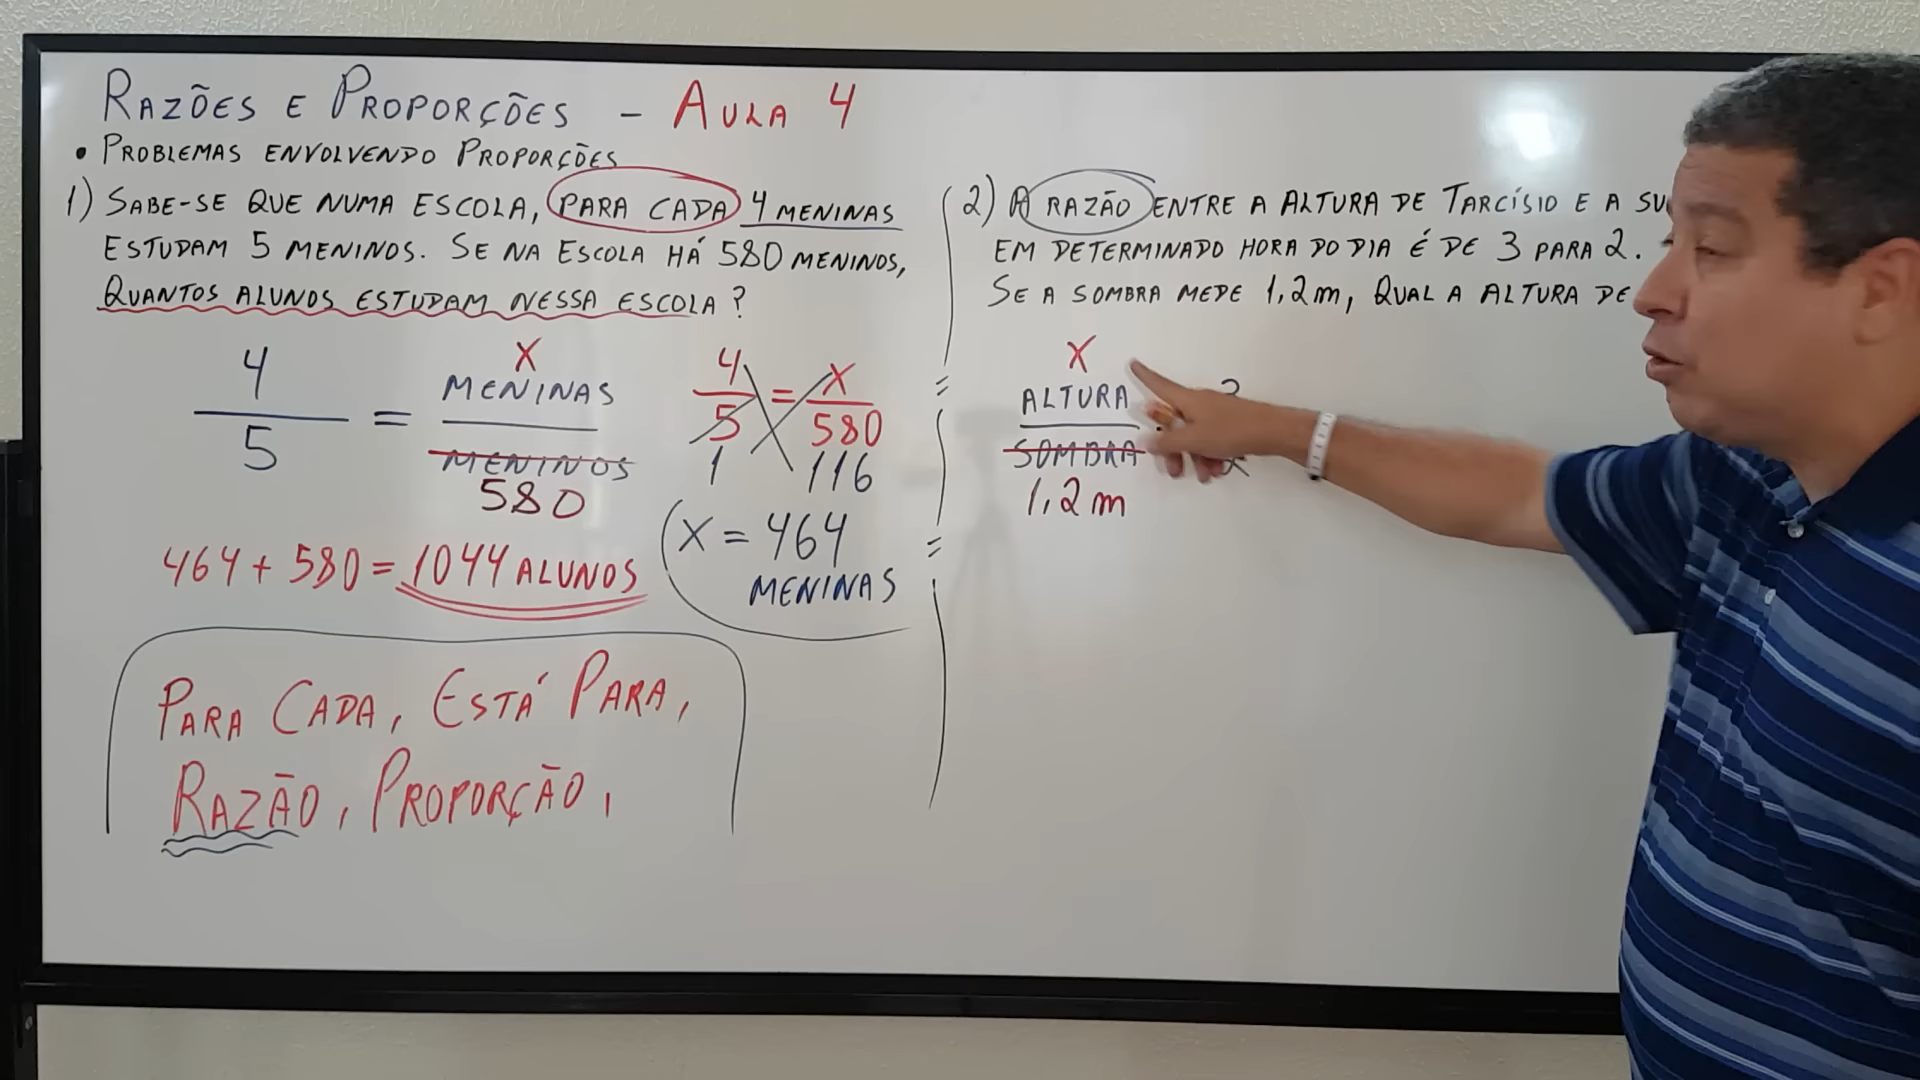 RAZÕES E PROPORÇÕES - AULA 4
• PROBLEMAS ENVOLVENDO PROPORÇÕES
1) SABE-SE QUE NUMA ESCOLA, PARA CADA 4 MENINAS
ESTUDAM 5 MENINOS. SE NA ESCOLA HÁ 580 MENINOS,
QUANTOS ALUNOS ESTUDAM NESSA ESCOLA?
X
4 MENINAS
=
5 MENINOS
580
4 = X
5 580
1 116
X = 464
MENINAS
464 + 580 = 1044 ALUNOS
PARA CADA, ESTÁ PARA,
RAZÃO, PROPORÇÃO,
2) A RAZÃO ENTRE A ALTURA DE TARCÍSIO E A SU
EM DETERMINADO HORA DO DIA É DE 3 PARA 2.
SE A SOMBRA MEDE 1,2m, QUAL A ALTURA DE
X
ALTURA
SOMBRA
1,2 m